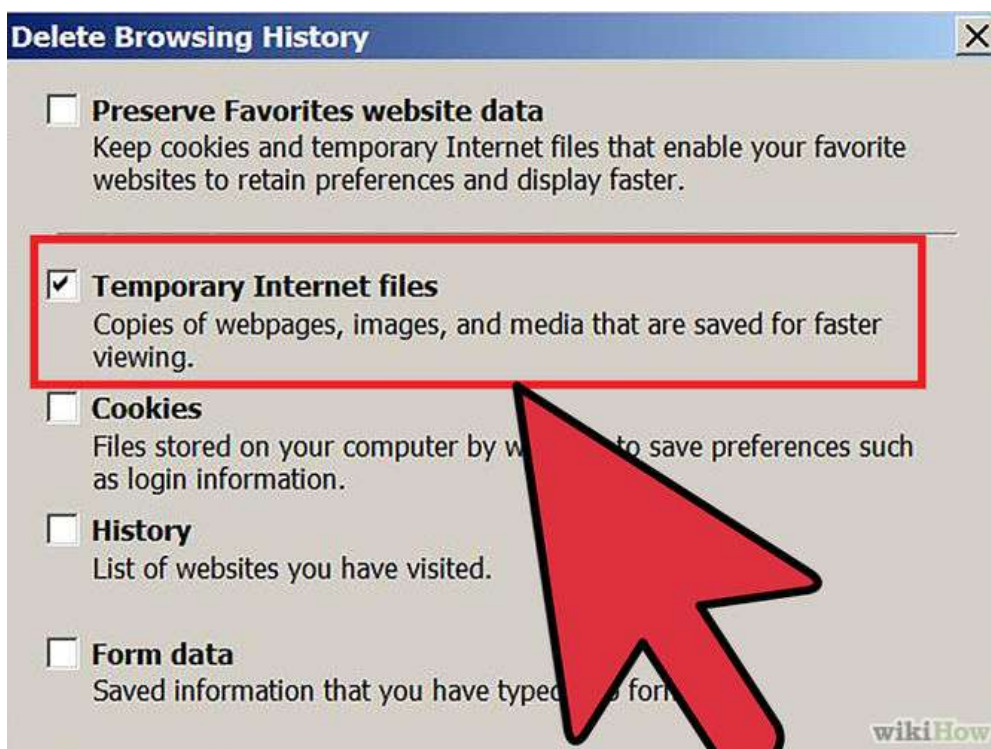 Delete Browsing History
Preserve Favorites website data
Keep cookies and temporary Internet files that enable your favorite
websites to retain preferences and display faster.
Temporary Internet files
Copies of webpages, images, and media that are saved for faster
viewing.
Cookies
Files stored on your computer by to save preferences such
as login information.
History
List of websites you have visited.
Form data
Saved information that you have typed
wikiHow